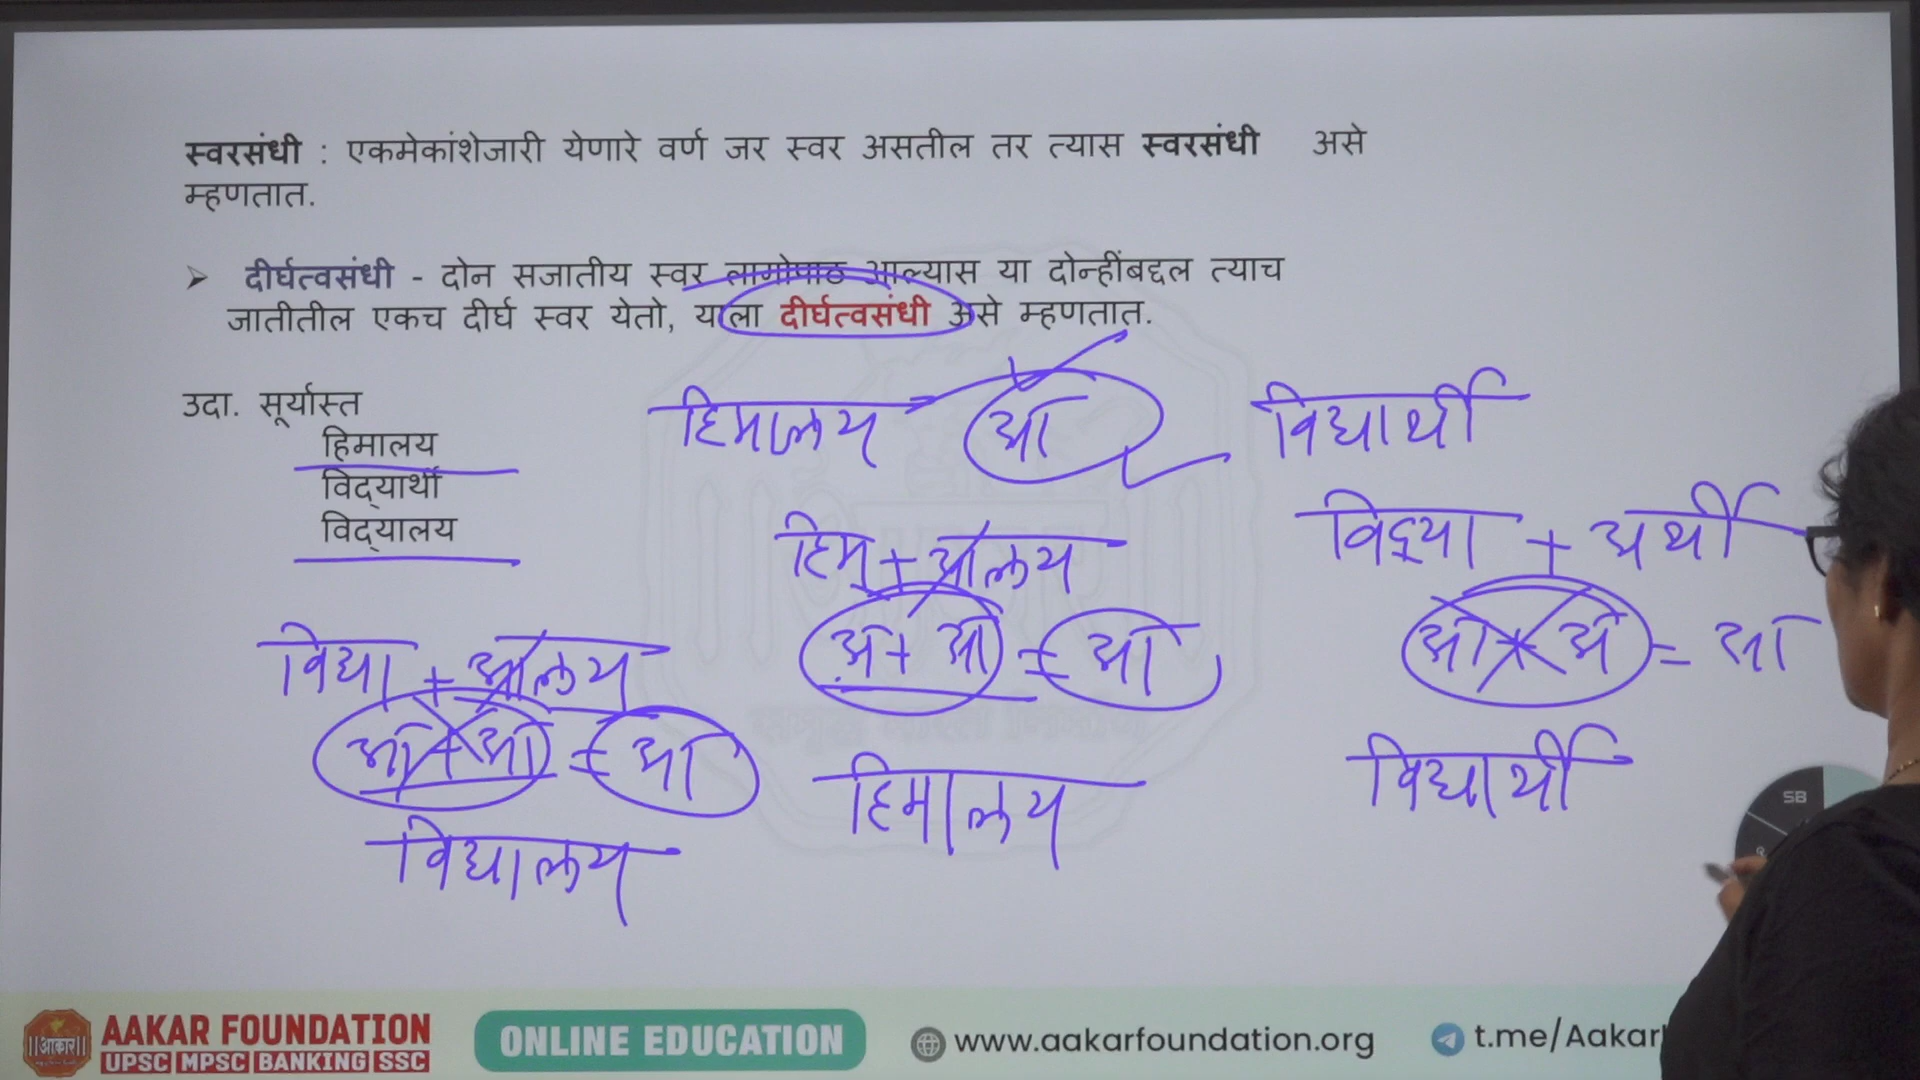 स्वरसंधी : एकमेकांशेजारी येणारे वर्ण जर स्वर असतील तर त्यास स्वरसंधी असे
म्हणतात.
➢ दीर्घत्वसंधी - दोन सजातीय स्वर लागोपाठ आल्यास या दोन्हींबद्दल त्याच
जातीतील एकच दीर्घ स्वर येतो, याला दीर्घत्वसंधी असे म्हणतात.
उदा. सूर्यास्त
हिमालय
विद्यार्थी
विद्यालय
हिमालय आ
हिम + आलय
अ + आ = आ
हिमालय
विद्यार्थी
विद्या + अर्थी
आ + अ = आ
विद्यार्थी
विद्या + आलय
आ + आ = आ
विद्यालय
SB
||आकार||
AAKAR FOUNDATION
UPSC MPSC BANKING SSC
ONLINE EDUCATION
www.aakarfoundation.org
t.me/Aakar